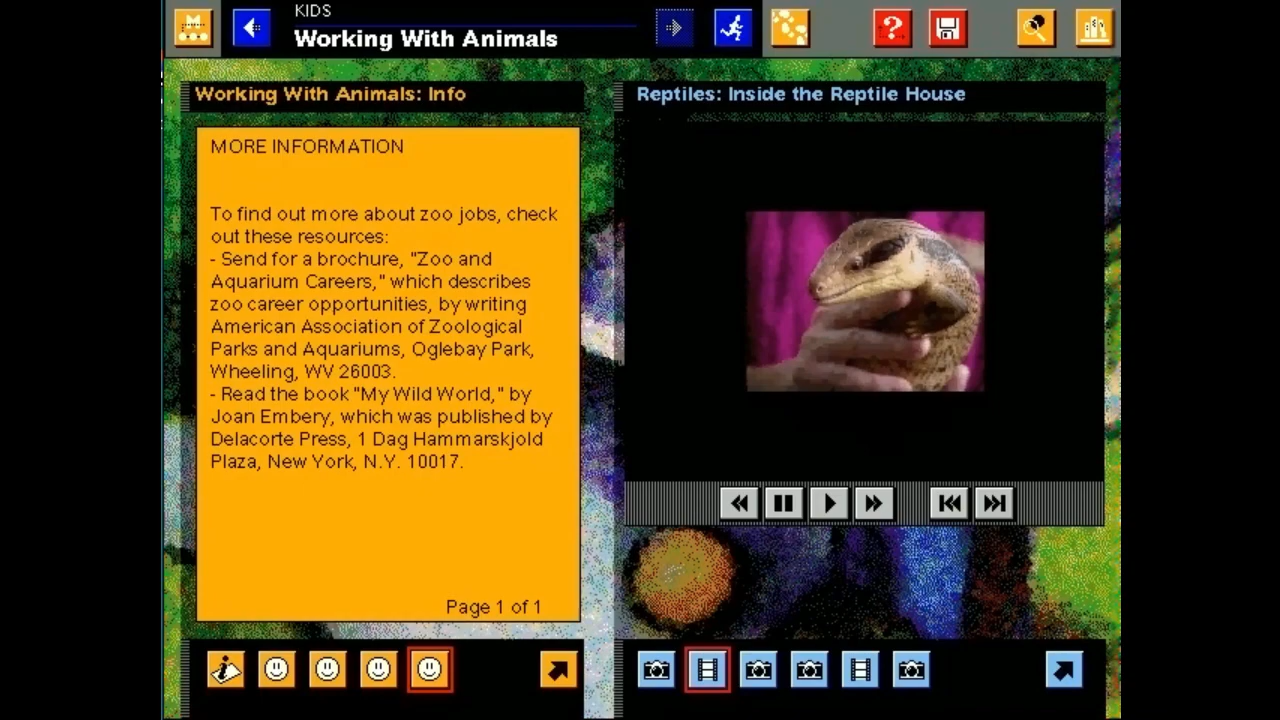 KIDS
Working With Animals
?
Working With Animals: Info
MORE INFORMATION
To find out more about zoo jobs, check
out these resources:
- Send for a brochure, "Zoo and
Aquarium Careers," which describes
zoo career opportunities, by writing
American Association of Zoological
Parks and Aquariums, Oglebay Park,
Wheeling, WV 26003.
- Read the book "My Wild World," by
Joan Embery, which was published by
Delacorte Press, 1 Dag Hammarskjold
Plaza, New York, N.Y. 10017.
Page 1 of 1
Reptiles: Inside the Reptile House